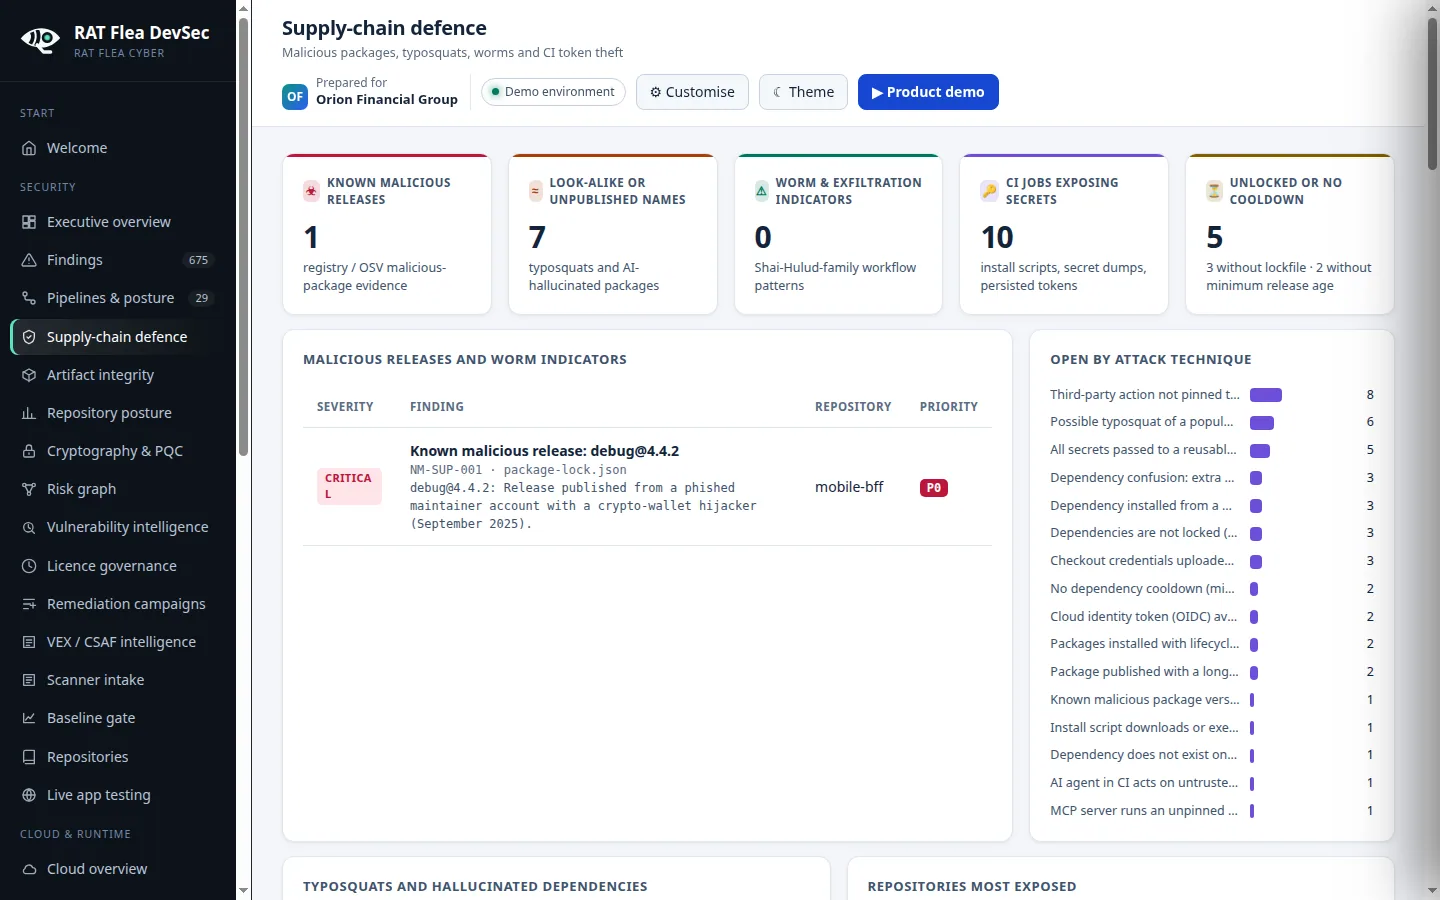 RAT Flea DevSec
RAT FLEA CYBER
START
Welcome
SECURITY
Executive overview
Findings 675
Pipelines & posture 29
Supply-chain defence
Artifact integrity
Repository posture
Cryptography & PQC
Risk graph
Vulnerability intelligence
Licence governance
Remediation campaigns
VEX / CSAF intelligence
Scanner intake
Baseline gate
Repositories
Live app testing
CLOUD & RUNTIME
Cloud overview
Supply-chain defence
Malicious packages, typosquats, worms and CI token theft
OF
Prepared for
Orion Financial Group
Demo environment
⚙ Customise
☾ Theme
▶ Product demo
KNOWN MALICIOUS
RELEASES
1
registry / OSV malicious-
package evidence
LOOK-ALIKE OR
UNPUBLISHED NAMES
7
typosquats and AI-
hallucinated packages
WORM & EXFILTRATION
INDICATORS
0
Shai-Hulud-family workflow
patterns
CI JOBS EXPOSING
SECRETS
10
install scripts, secret dumps,
persisted tokens
UNLOCKED OR NO
COOLDOWN
5
3 without lockfile · 2 without
minimum release age
MALICIOUS RELEASES AND WORM INDICATORS
SEVERITY FINDING REPOSITORY PRIORITY
CRITICA
L
Known malicious release: debug@4.4.2
NM-SUP-001 · package-lock.json
debug@4.4.2: Release published from a phished
maintainer account with a crypto-wallet hijacker
(September 2025).
mobile-bff
P0
OPEN BY ATTACK TECHNIQUE
Third-party action not pinned t... 8
Possible typosquat of a popul... 6
All secrets passed to a reusabl... 5
Dependency confusion: extra ... 3
Dependency installed from a ... 3
Dependencies are not locked (... 3
Checkout credentials uploade... 3
No dependency cooldown (mi... 2
Cloud identity token (OIDC) av... 2
Packages installed with lifecycl... 2
Package published with a long... 2
Known malicious package vers... 1
Install script downloads or exe... 1
Dependency does not exist on... 1
AI agent in CI acts on untruste... 1
MCP server runs an unpinned ... 1
TYPOSQUATS AND HALLUCINATED DEPENDENCIES
REPOSITORIES MOST EXPOSED